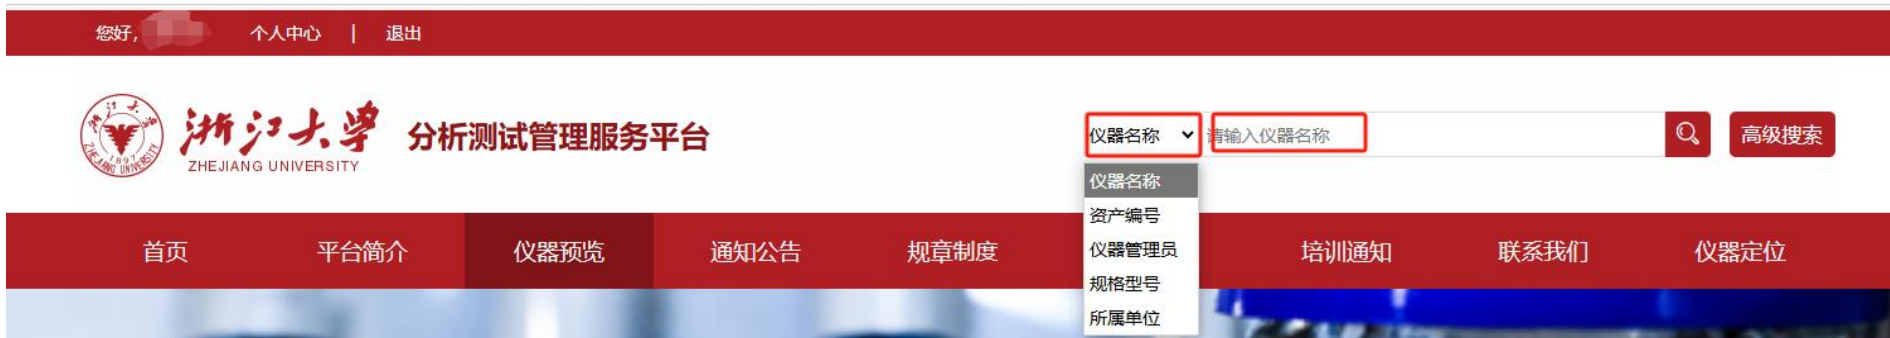 您好, 个人中心 | 退出
浙江大学
ZHEJIANG UNIVERSITY
分析测试管理服务平台
仪器名称 请输入仪器名称 高级搜索
仪器名称
资产编号
仪器管理员
规格型号
所属单位
首页 平台简介 仪器预览 通知公告 规章制度 培训通知 联系我们 仪器定位